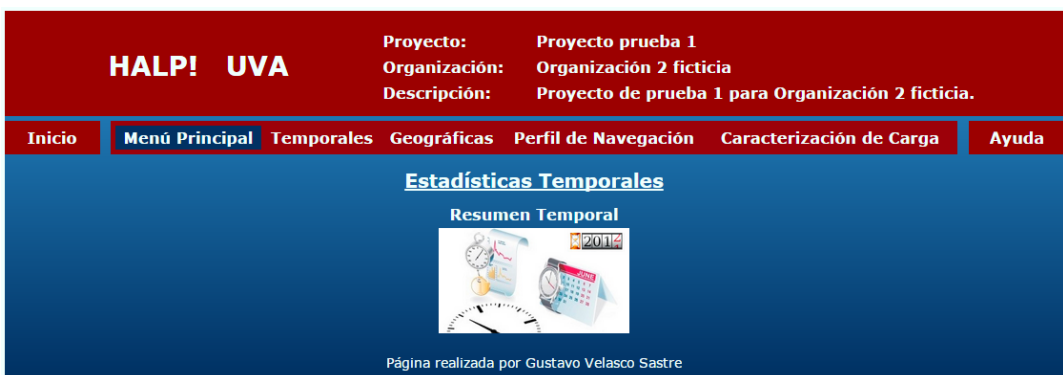 HALP! UVA
Proyecto: Proyecto prueba 1
Organización: Organización 2 ficticia
Descripción: Proyecto de prueba 1 para Organización 2 ficticia.
Inicio Menú Principal Temporales Geográficas Perfil de Navegación Caracterización de Carga Ayuda
Estadísticas Temporales
Resumen Temporal
JUNE
Página realizada por Gustavo Velasco Sastre